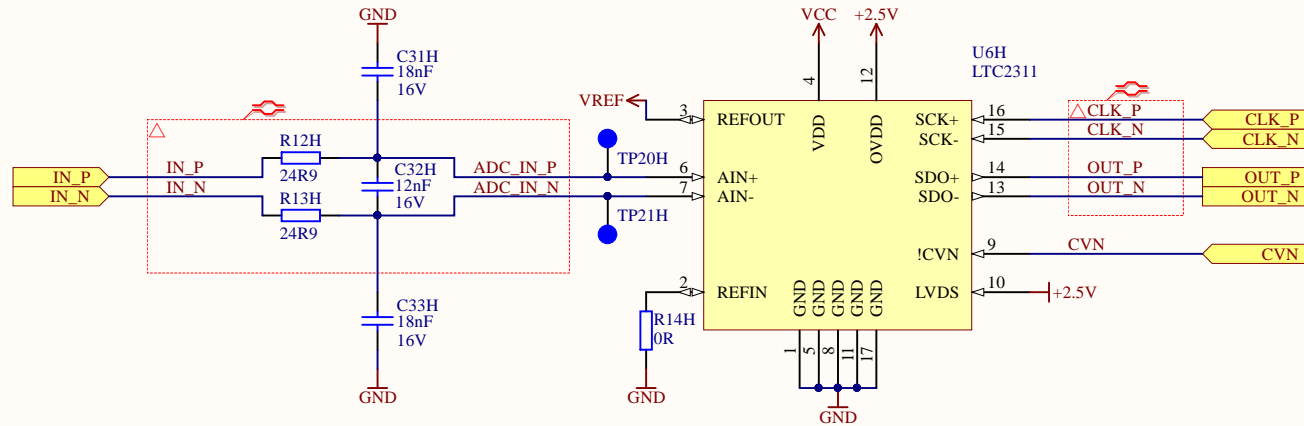 GND
C31H
18nF
16V
R12H
24R9
IN_P
IN_P
IN_N
IN_N
R13H
24R9
C32H
12nF
16V
ADC_IN_P
ADC_IN_N
C33H
18nF
16V
GND
VREF
TP20H
TP21H
R14H
0R
GND
VCC
+2.5V
U6H
LTC2311
4
12
3
REFOUT
VDD
OVDD
6
AIN+
7
AIN-
2
REFIN
SCK+
16
SCK-
15
SDO+
14
SDO-
13
!CVN
9
LVDS
10
GND
GND
GND
GND
GND
1
5
8
11
17
GND
CLK_P
CLK_P
CLK_N
CLK_N
OUT_P
OUT_P
OUT_N
OUT_N
CVN
CVN
+2.5V